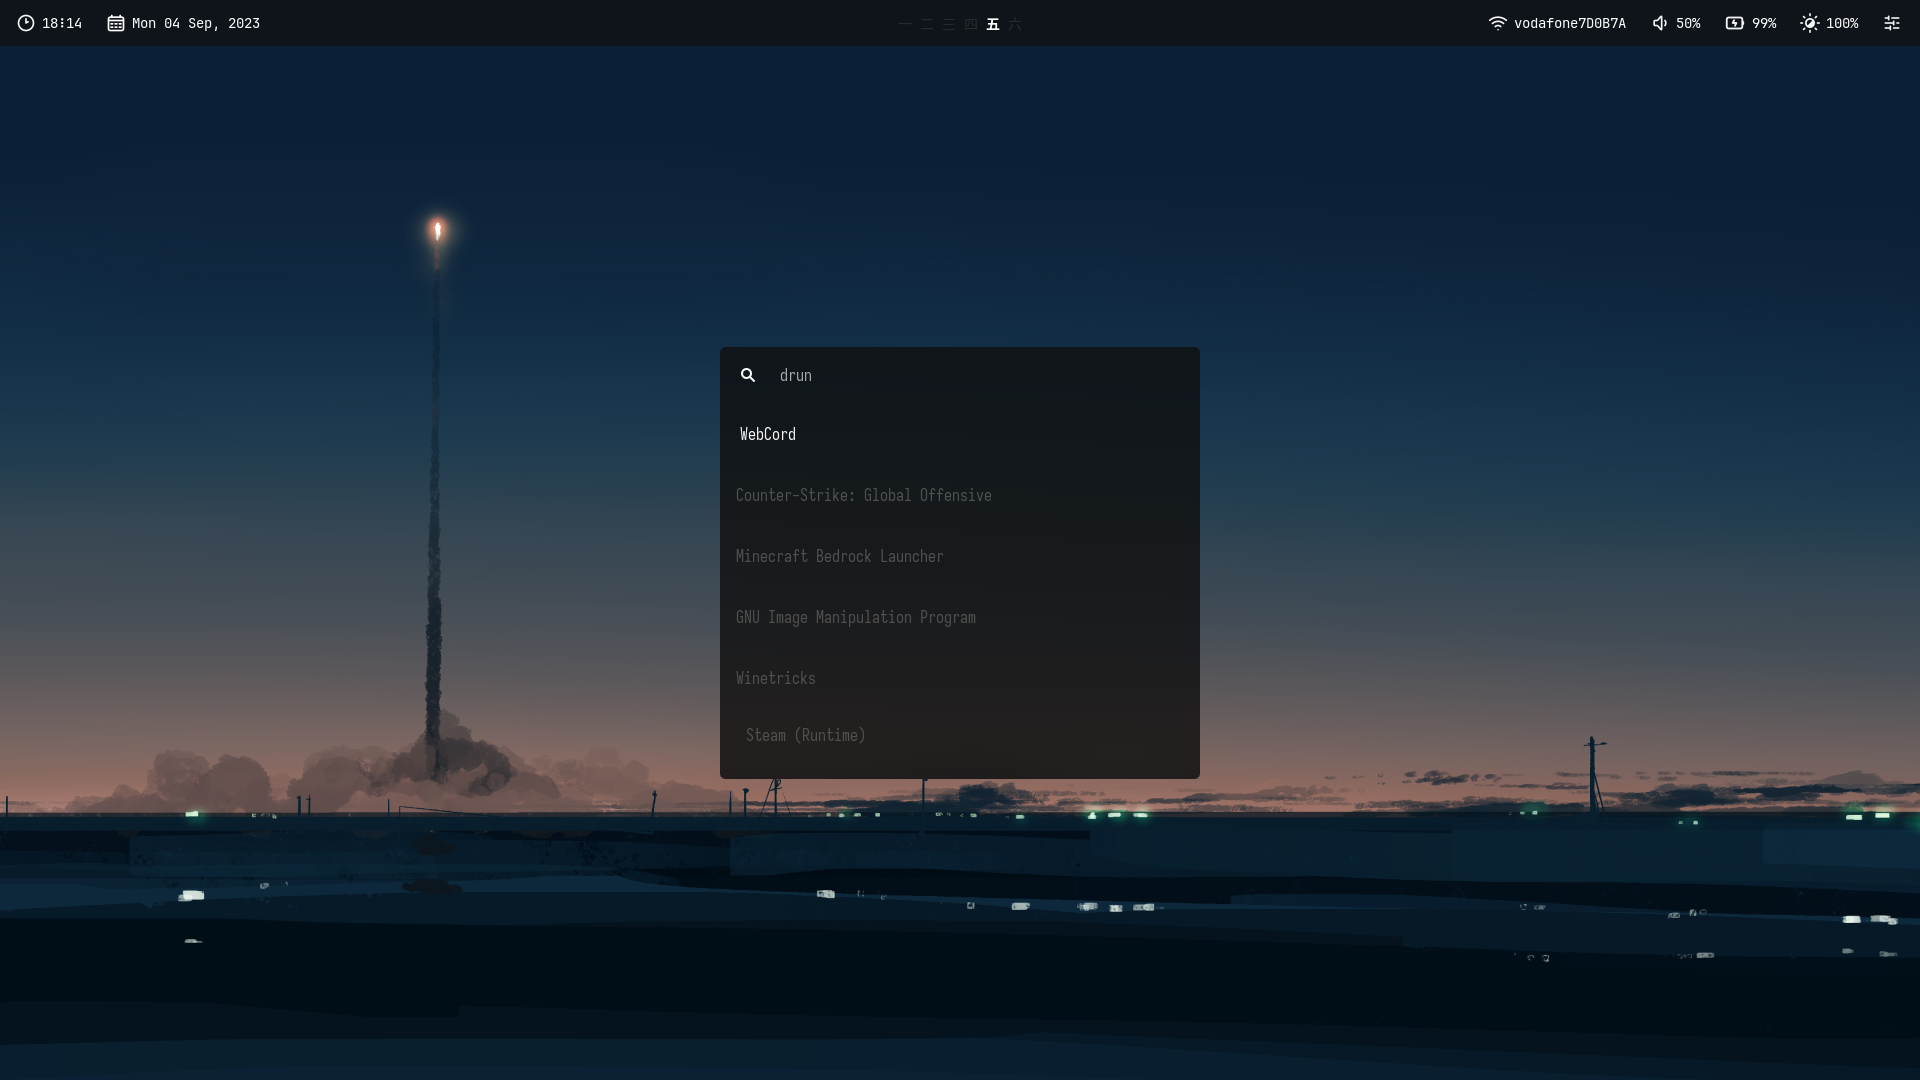 18:14 Mon 04 Sep, 2023 一 二 三 四 五 六 vodafone7D0B7A 50% 99% 100%
drun
WebCord
Counter-Strike: Global Offensive
Minecraft Bedrock Launcher
GNU Image Manipulation Program
Winetricks
Steam (Runtime)